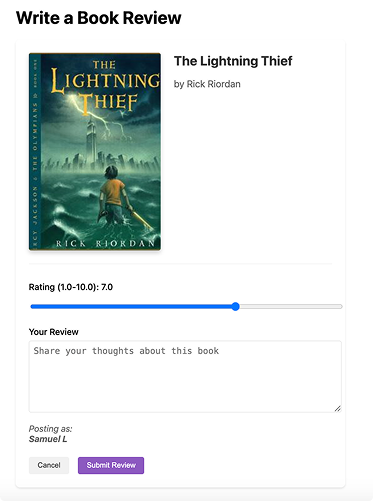 Write a Book Review
THE
LIGHTNING
THIEF
PERCY JACKSON & THE OLYMPIANS BOOK ONE
RICK RIORDAN
The Lightning Thief
by Rick Riordan
Rating (1.0-10.0): 7.0
Your Review
Share your thoughts about this book
Posting as:
Samuel L
Cancel
Submit Review